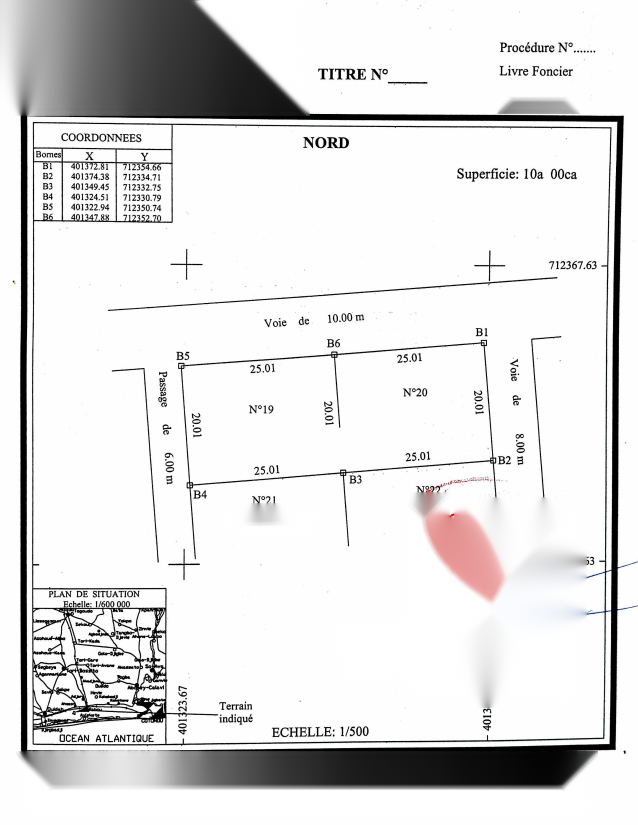 Procédure N°.......
TITRE N°_____
Livre Foncier
COORDONNEES
Bornes X Y
B1 401372.81 712354.66
B2 401374.38 712334.71
B3 401349.45 712332.75
B4 401324.51 712330.79
B5 401322.94 712350.74
B6 401347.88 712352.70
NORD
Superficie: 10a 00ca
712367.63
Voie de 10.00 m
B1
B6
B5
25.01
25.01
Passage de 6.00 m
20.01
N°19
20.01
N°20
20.01
Voie de 8.00 m
25.01
25.01
B2
B3
B4
N°21
N°22
63
PLAN DE SITUATION
Echelle: 1/600 000
OCEAN ATLANTIQUE
401323.67
Terrain
indiqué
ECHELLE: 1/500
4013